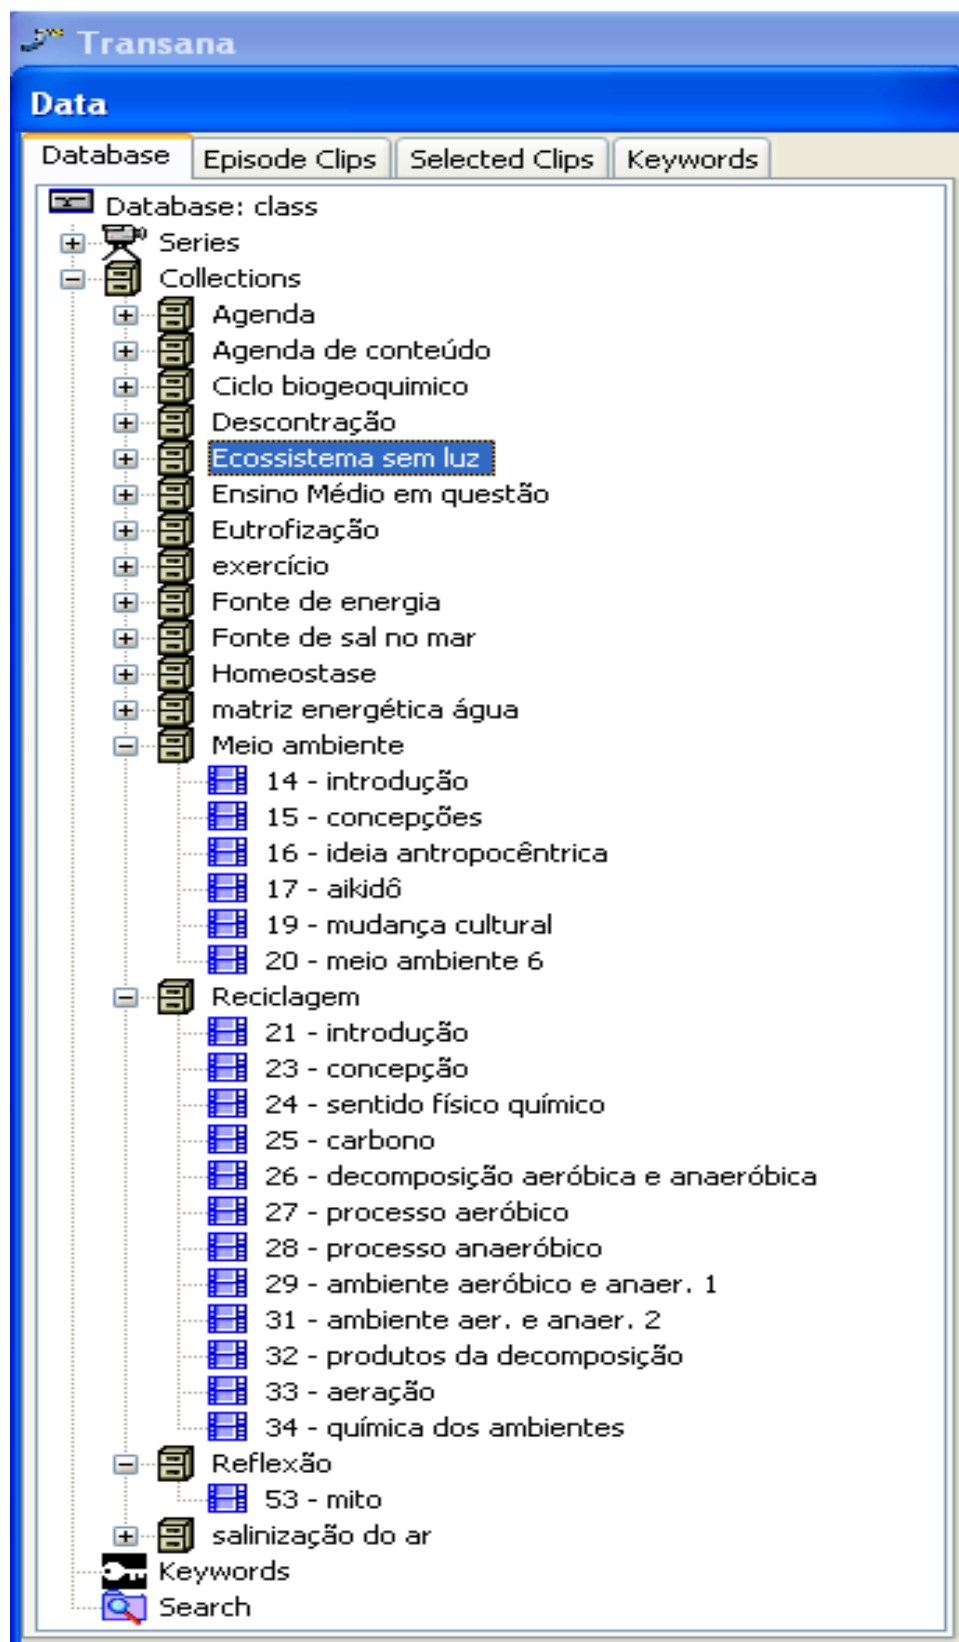 Transana
Data
Database Episode Clips Selected Clips Keywords
Database: class
Series
Collections
Agenda
Agenda de conteúdo
Ciclo biogeoquimico
Descontração
Ecossistema sem luz
Ensino Médio em questão
Eutrofização
exercício
Fonte de energia
Fonte de sal no mar
Homeostase
matriz energética água
Meio ambiente
14 - introdução
15 - concepções
16 - ideia antropocêntrica
17 - aikidô
19 - mudança cultural
20 - meio ambiente 6
Reciclagem
21 - introdução
23 - concepção
24 - sentido físico químico
25 - carbono
26 - decomposição aeróbica e anaeróbica
27 - processo aeróbico
28 - processo anaeróbico
29 - ambiente aeróbico e anaer. 1
31 - ambiente aer. e anaer. 2
32 - produtos da decomposição
33 - aeração
34 - química dos ambientes
Reflexão
53 - mito
salinização do ar
Keywords
Search